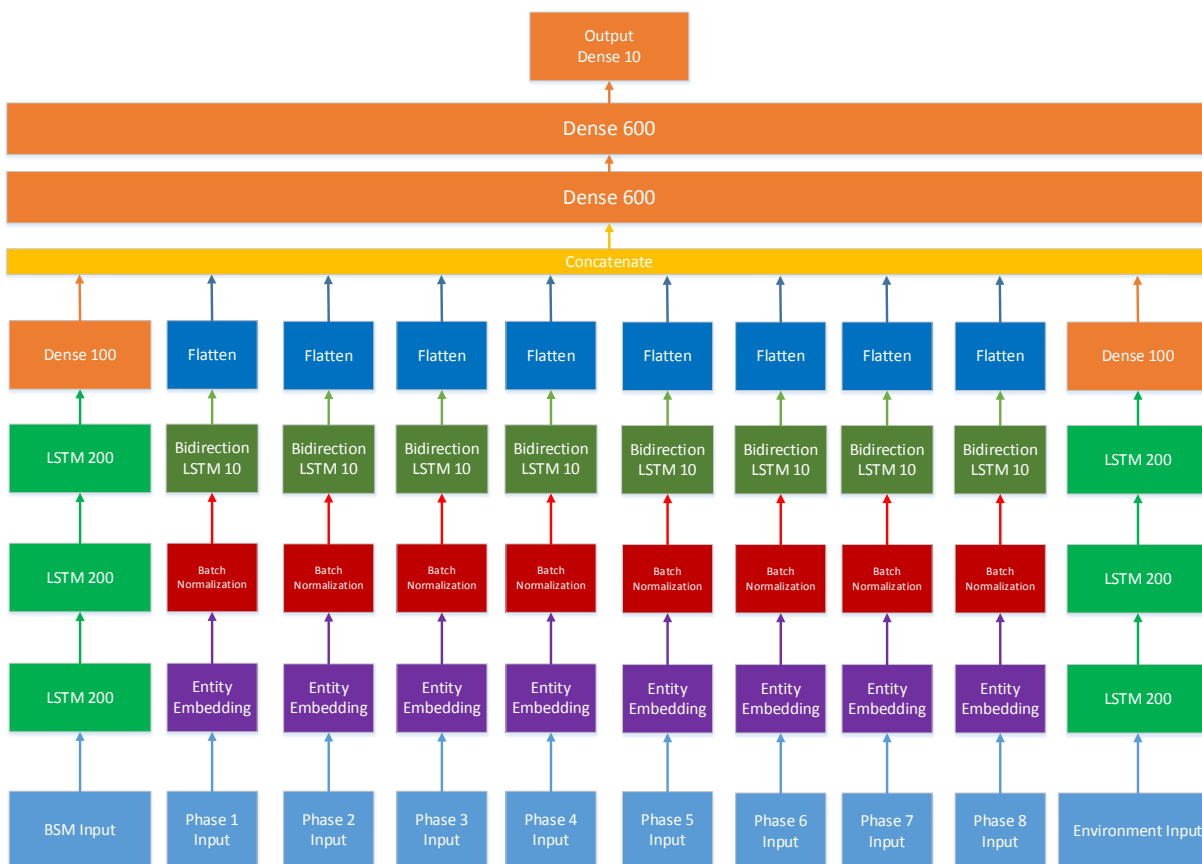 Output
Dense 10
Dense 600
Dense 600
Concatenate
Dense 100
Flatten
Flatten
Flatten
Flatten
Flatten
Flatten
Flatten
Flatten
Dense 100
LSTM 200
Bidirection
LSTM 10
Bidirection
LSTM 10
Bidirection
LSTM 10
Bidirection
LSTM 10
Bidirection
LSTM 10
Bidirection
LSTM 10
Bidirection
LSTM 10
Bidirection
LSTM 10
LSTM 200
LSTM 200
Batch
Normalization
Batch
Normalization
Batch
Normalization
Batch
Normalization
Batch
Normalization
Batch
Normalization
Batch
Normalization
Batch
Normalization
LSTM 200
LSTM 200
Entity
Embedding
Entity
Embedding
Entity
Embedding
Entity
Embedding
Entity
Embedding
Entity
Embedding
Entity
Embedding
Entity
Embedding
LSTM 200
BSM Input
Phase 1
Input
Phase 2
Input
Phase 3
Input
Phase 4
Input
Phase 5
Input
Phase 6
Input
Phase 7
Input
Phase 8
Input
Environment Input